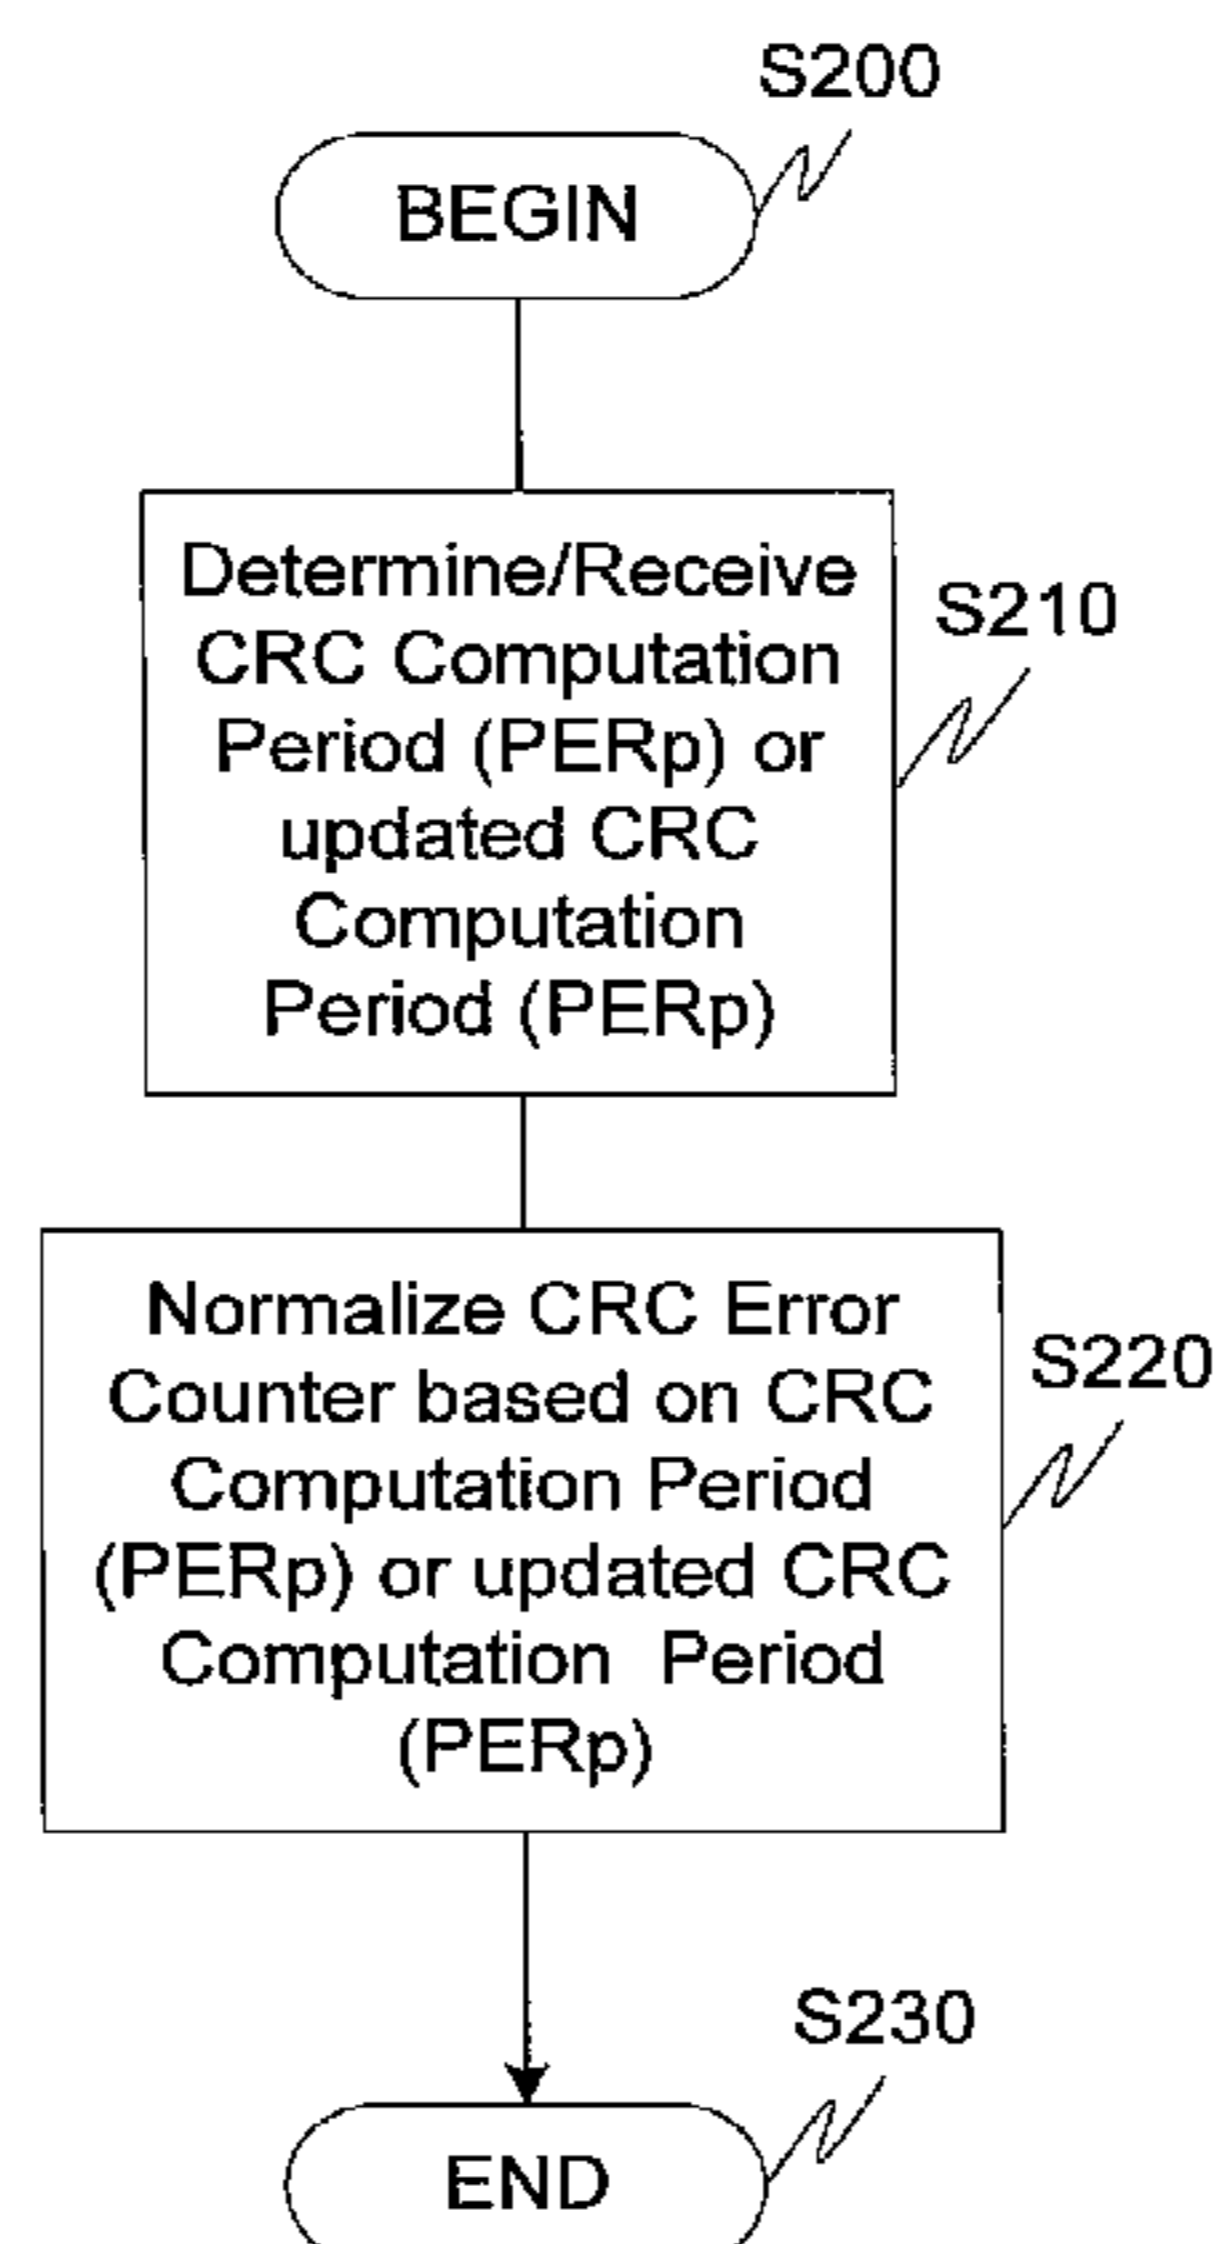 S200
BEGIN
Determine/Receive
CRC Computation
Period (PERp) or
updated CRC
Computation
Period (PERp)
S210
Normalize CRC Error
Counter based on CRC
Computation Period
(PERp) or updated CRC
Computation Period
(PERp)
S220
S230
END